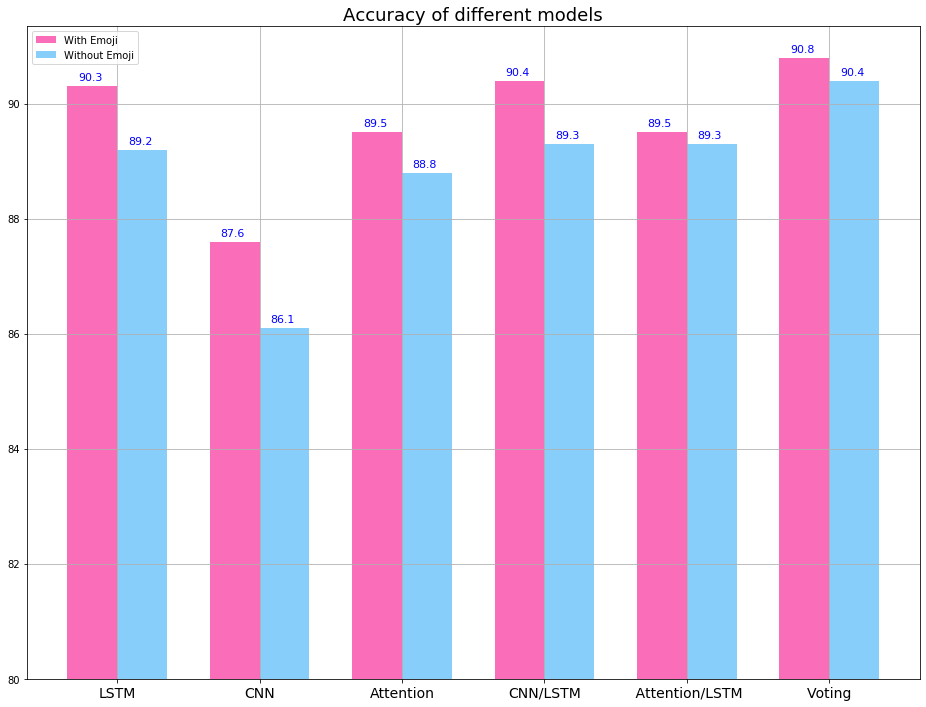 Accuracy of different models
With Emoji
Without Emoji
90.3
89.2
87.6
86.1
89.5
88.8
90.4
89.3
89.5
89.3
90.8
90.4
90
88
86
84
82
80
LSTM
CNN
Attention
CNN/LSTM
Attention/LSTM
Voting